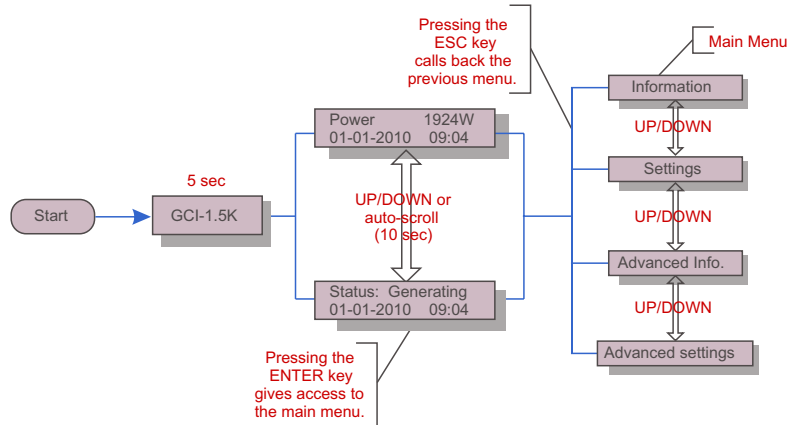 Start
5 sec
GCI-1.5K
Power 1924W
01-01-2010 09:04
UP/DOWN or
auto-scroll
(10 sec)
Status: Generating
01-01-2010 09:04
Pressing the
ENTER key
gives access to
the main menu.
Pressing the
ESC key
calls back the
previous menu.
Main Menu
Information
UP/DOWN
Settings
UP/DOWN
Advanced Info.
UP/DOWN
Advanced settings